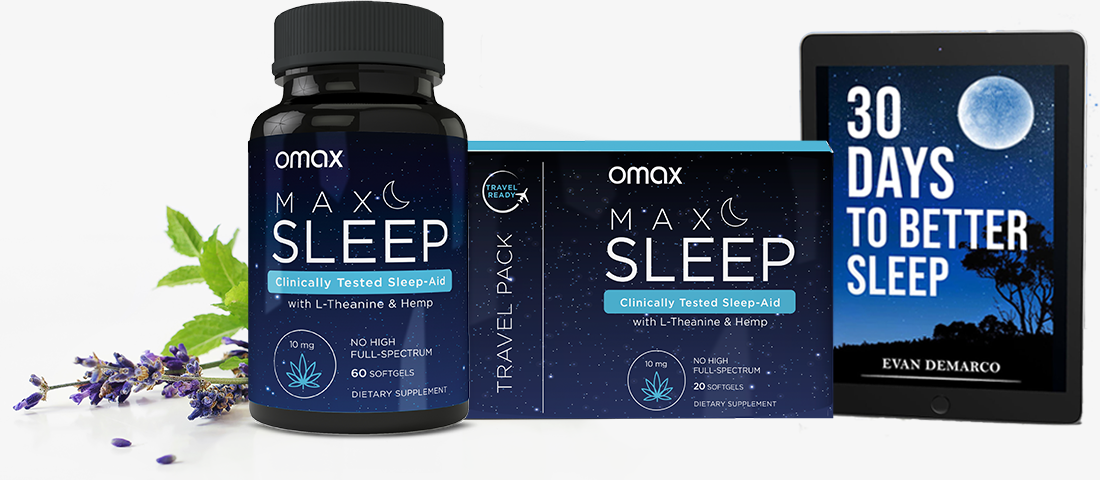 omax
MAX
SLEEP
Clinically Tested Sleep-Aid
with L-Theanine & Hemp
10 mg
NO HIGH
FULL-SPECTRUM
60 SOFTGELS
DIETARY SUPPLEMENT
TRAVEL
READY
TRAVEL PACK
omax
MAX
SLEEP
Clinically Tested Sleep-Aid
with L-Theanine & Hemp
10 mg
NO HIGH
FULL-SPECTRUM
20 SOFTGELS
DIETARY SUPPLEMENT
30
DAYS
TO BETTER
SLEEP
EVAN DEMARCO